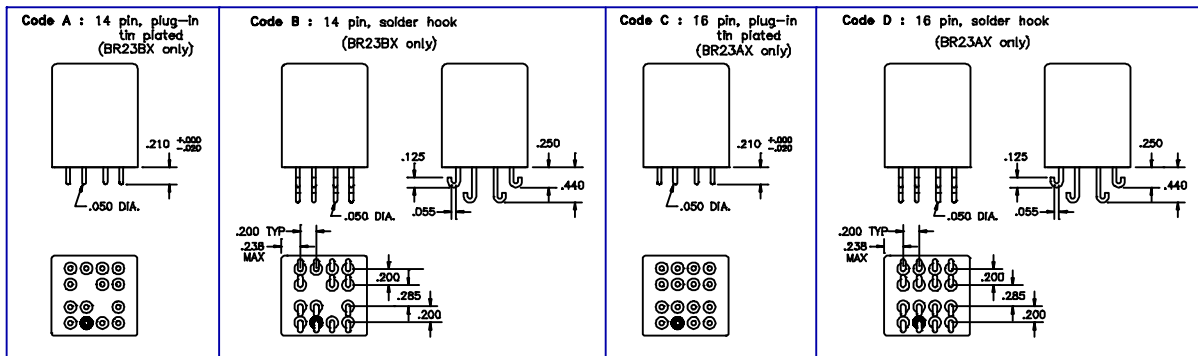 Code A : 14 pin, plug-in
tin plated
(BR23BX only)
.210 +.000
-.020
.050 DIA.
Code B : 14 pin, solder hook
(BR23BX only)
.125
.250
.440
.050 DIA.
.055
.200 TYP
.238
MAX
.200
.285
.200
Code C : 16 pin, plug-in
tin plated
(BR23AX only)
.210 +.000
-.020
.050 DIA.
Code D : 16 pin, solder hook
(BR23AX only)
.125
.250
.440
.050 DIA.
.055
.200 TYP
.238
MAX
.200
.285
.200